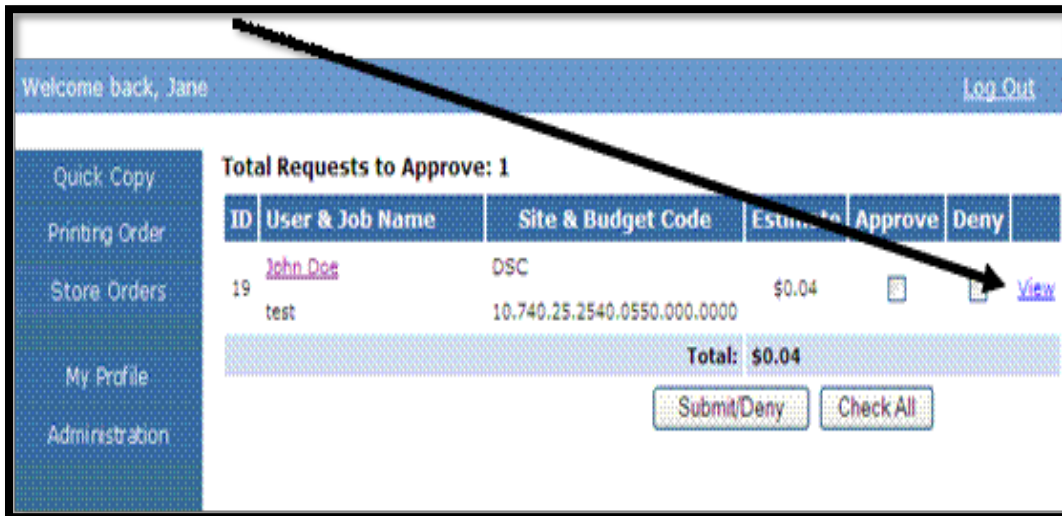 Welcome back, Jane
Log Out
Quick Copy
Printing Order
Store Orders
My Profile
Administration
Total Requests to Approve: 1
ID User & Job Name Site & Budget Code Estimate Approve Deny
19 John Doe DSC $0.04 View
test 10.740.25.2540.0550.000.0000
Total: $0.04
Submit/Deny Check All